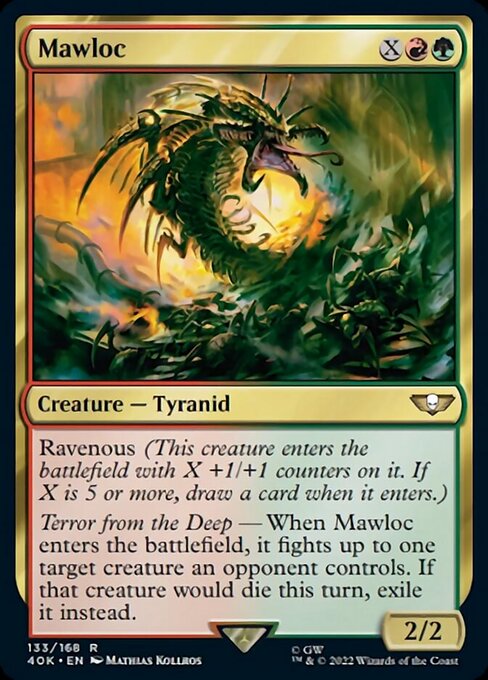 Mawloc
X
Creature — Tyranid
Ravenous (This creature enters the
battlefield with X +1/+1 counters on it. If
X is 5 or more, draw a card when it enters.)
Terror from the Deep — When Mawloc
enters the battlefield, it fights up to one
target creature an opponent controls. If
that creature would die this turn, exile
it instead.
2/2
133/168 R
40K • EN Mathias Kollros
© GW
™ & © 2022 Wizards of the Coast